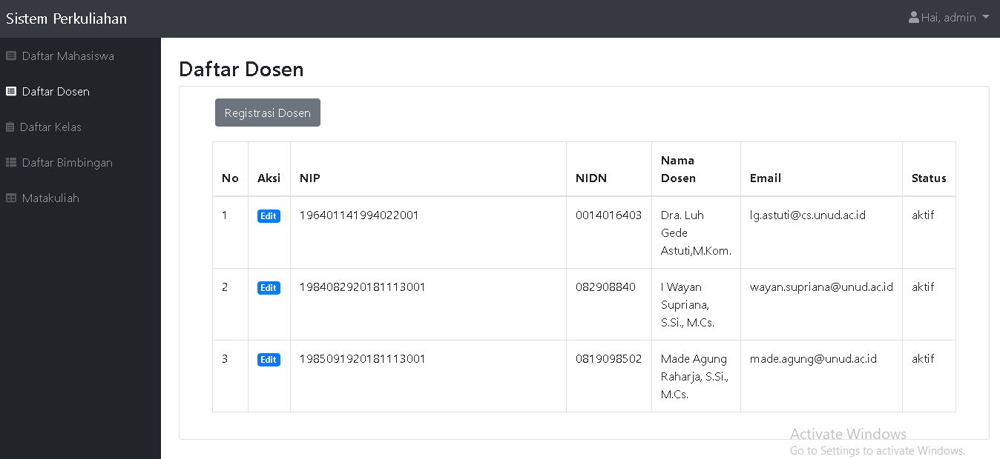 Sistem Perkuliahan
Hai, admin
Daftar Mahasiswa
Daftar Dosen
Daftar Kelas
Daftar Bimbingan
Matakuliah
Daftar Dosen
Registrasi Dosen
No Aksi NIP NIDN Nama Dosen Email Status
1 Edit 196401141994022001 0014016403 Dra. Luh Gede Astuti,M.Kom. lg.astuti@cs.unud.ac.id aktif
2 Edit 1984082920181113001 082908840 I Wayan Supriana, S.Si., M.Cs. wayan.supriana@unud.ac.id aktif
3 Edit 1985091920181113001 0819098502 Made Agung Raharja, S.Si., M.Cs. made.agung@unud.ac.id aktif
Activate Windows
Go to Settings to activate Windows.